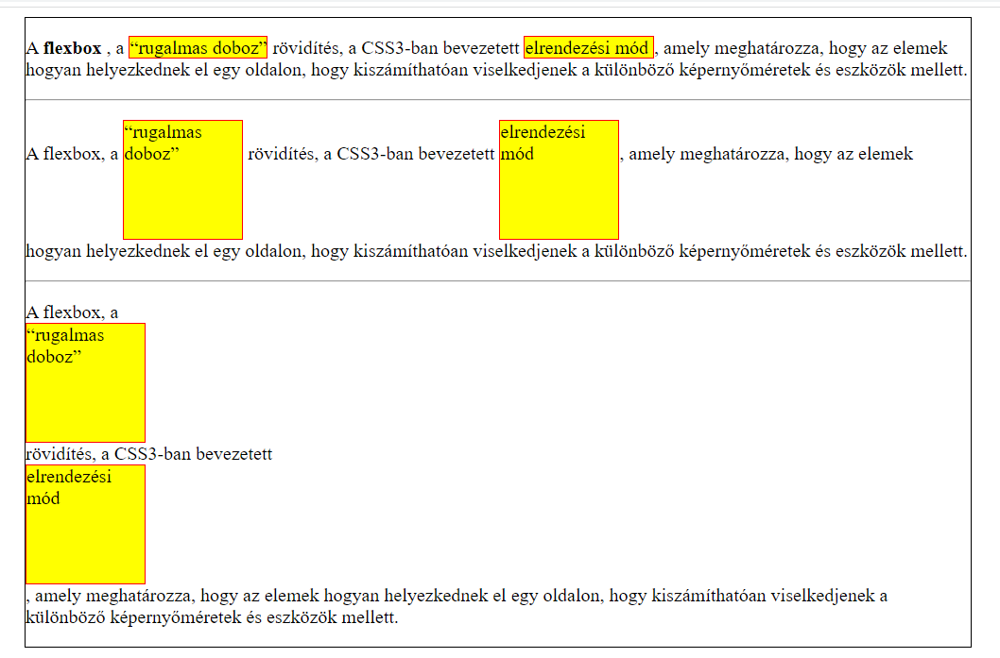 A flexbox , a “rugalmas doboz” rövidítés, a CSS3-ban bevezetett elrendezési mód , amely meghatározza, hogy az elemek
hogyan helyezkednek el egy oldalon, hogy kiszámíthatóan viselkedjenek a különböző képernyőméretek és eszközök mellett.
“rugalmas
elrendezési
A flexbox, a doboz” rövidítés, a CSS3-ban bevezetett mód , amely meghatározza, hogy az elemek
hogyan helyezkednek el egy oldalon, hogy kiszámíthatóan viselkedjenek a különböző képernyőméretek és eszközök mellett.
A flexbox, a
“rugalmas
doboz”
rövidítés, a CSS3-ban bevezetett
elrendezési
mód
, amely meghatározza, hogy az elemek hogyan helyezkednek el egy oldalon, hogy kiszámíthatóan viselkedjenek a
különböző képernyőméretek és eszközök mellett.